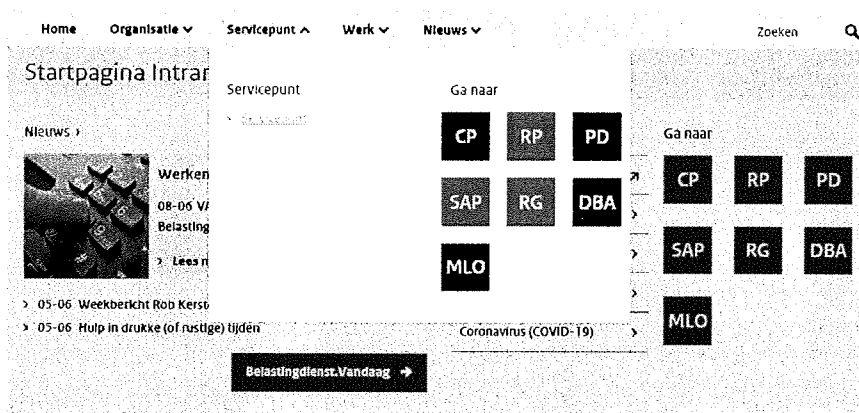 Home Organisatie Servicepunt Werk Nieuws Zoeken
Startpagina Intrar
Servicepunt
Ga naar
CP RP PD
SAP RG DBA
MLO
Nieuws ›
Werken
08-06 VA
Belasting
› Lees n
› 05-06 Weekbericht Rob Kerst
› 05-06 Hulp in drukke (of rustige) tijden
Coronavirus (COVID-19)
Belastingdienst.Vandaag →
Ga naar
CP RP PD
SAP RG DBA
MLO